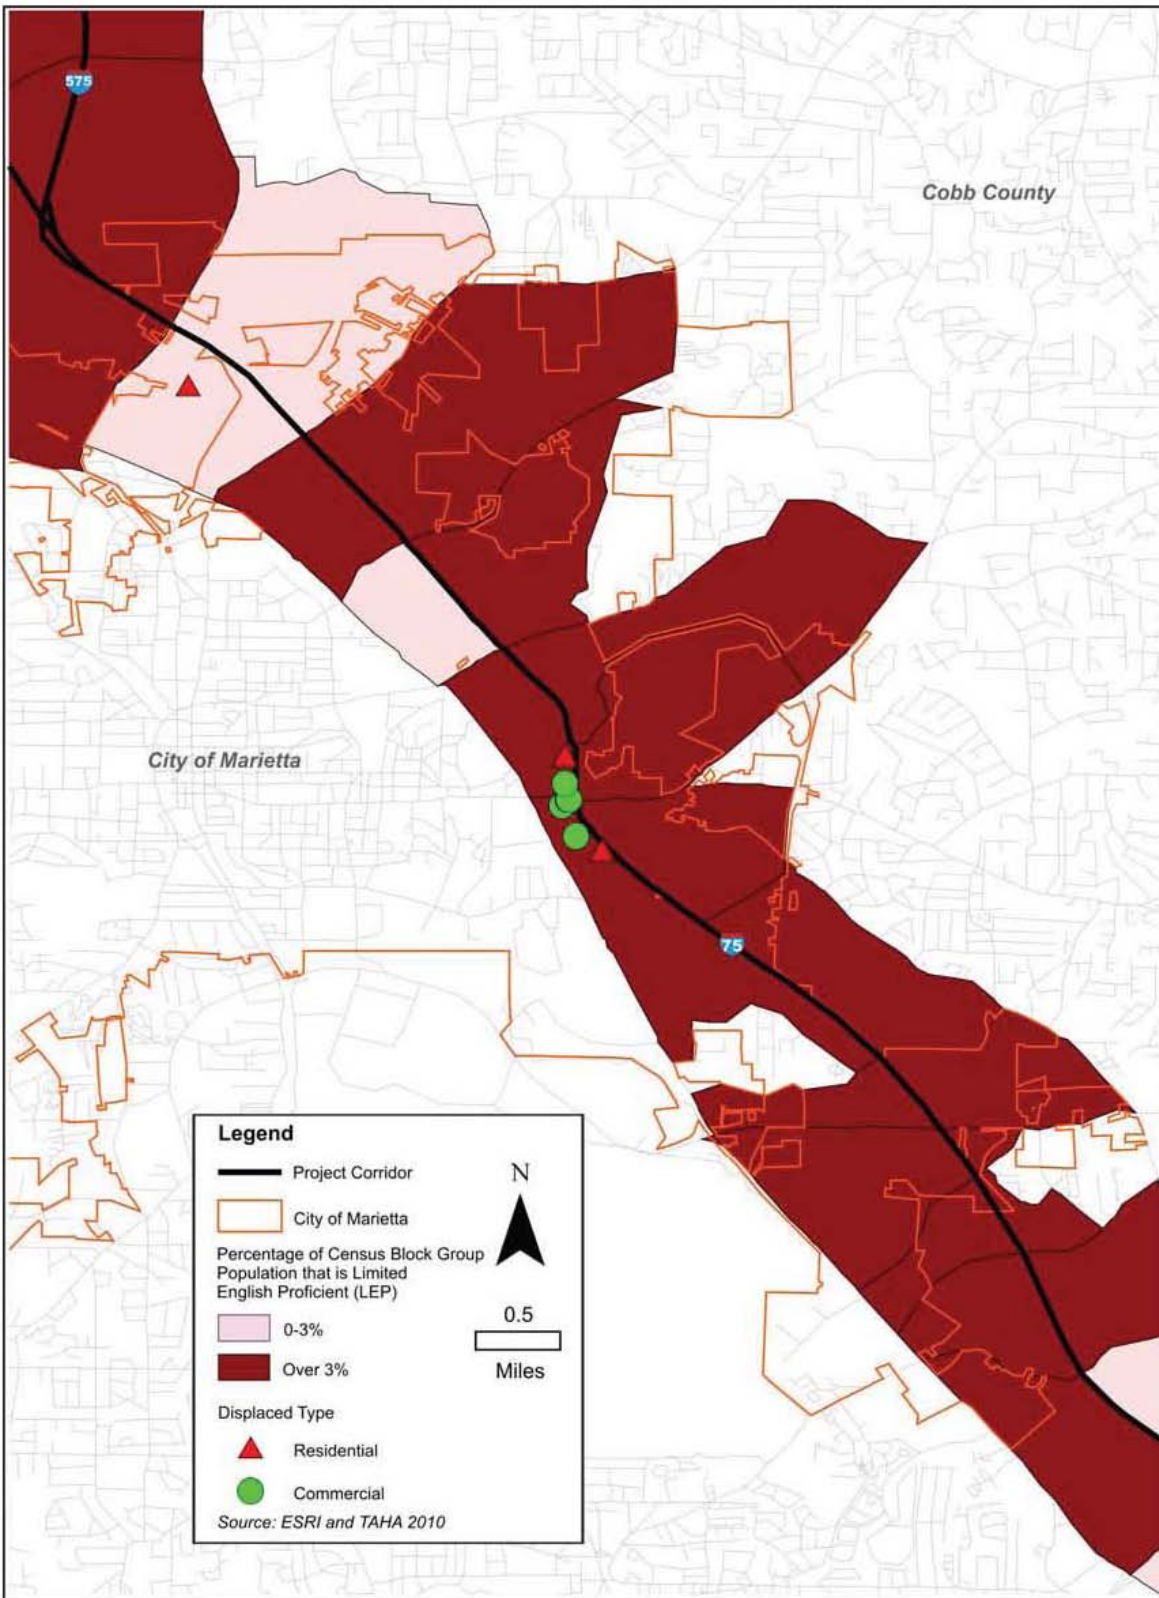 575
Cobb County
City of Marietta
75
Legend
Project Corridor
N
City of Marietta
Percentage of Census Block Group
Population that is Limited
English Proficient (LEP)
0-3%
0.5
Over 3%
Miles
Displaced Type
Residential
Commercial
Source: ESRI and TAHA 2010